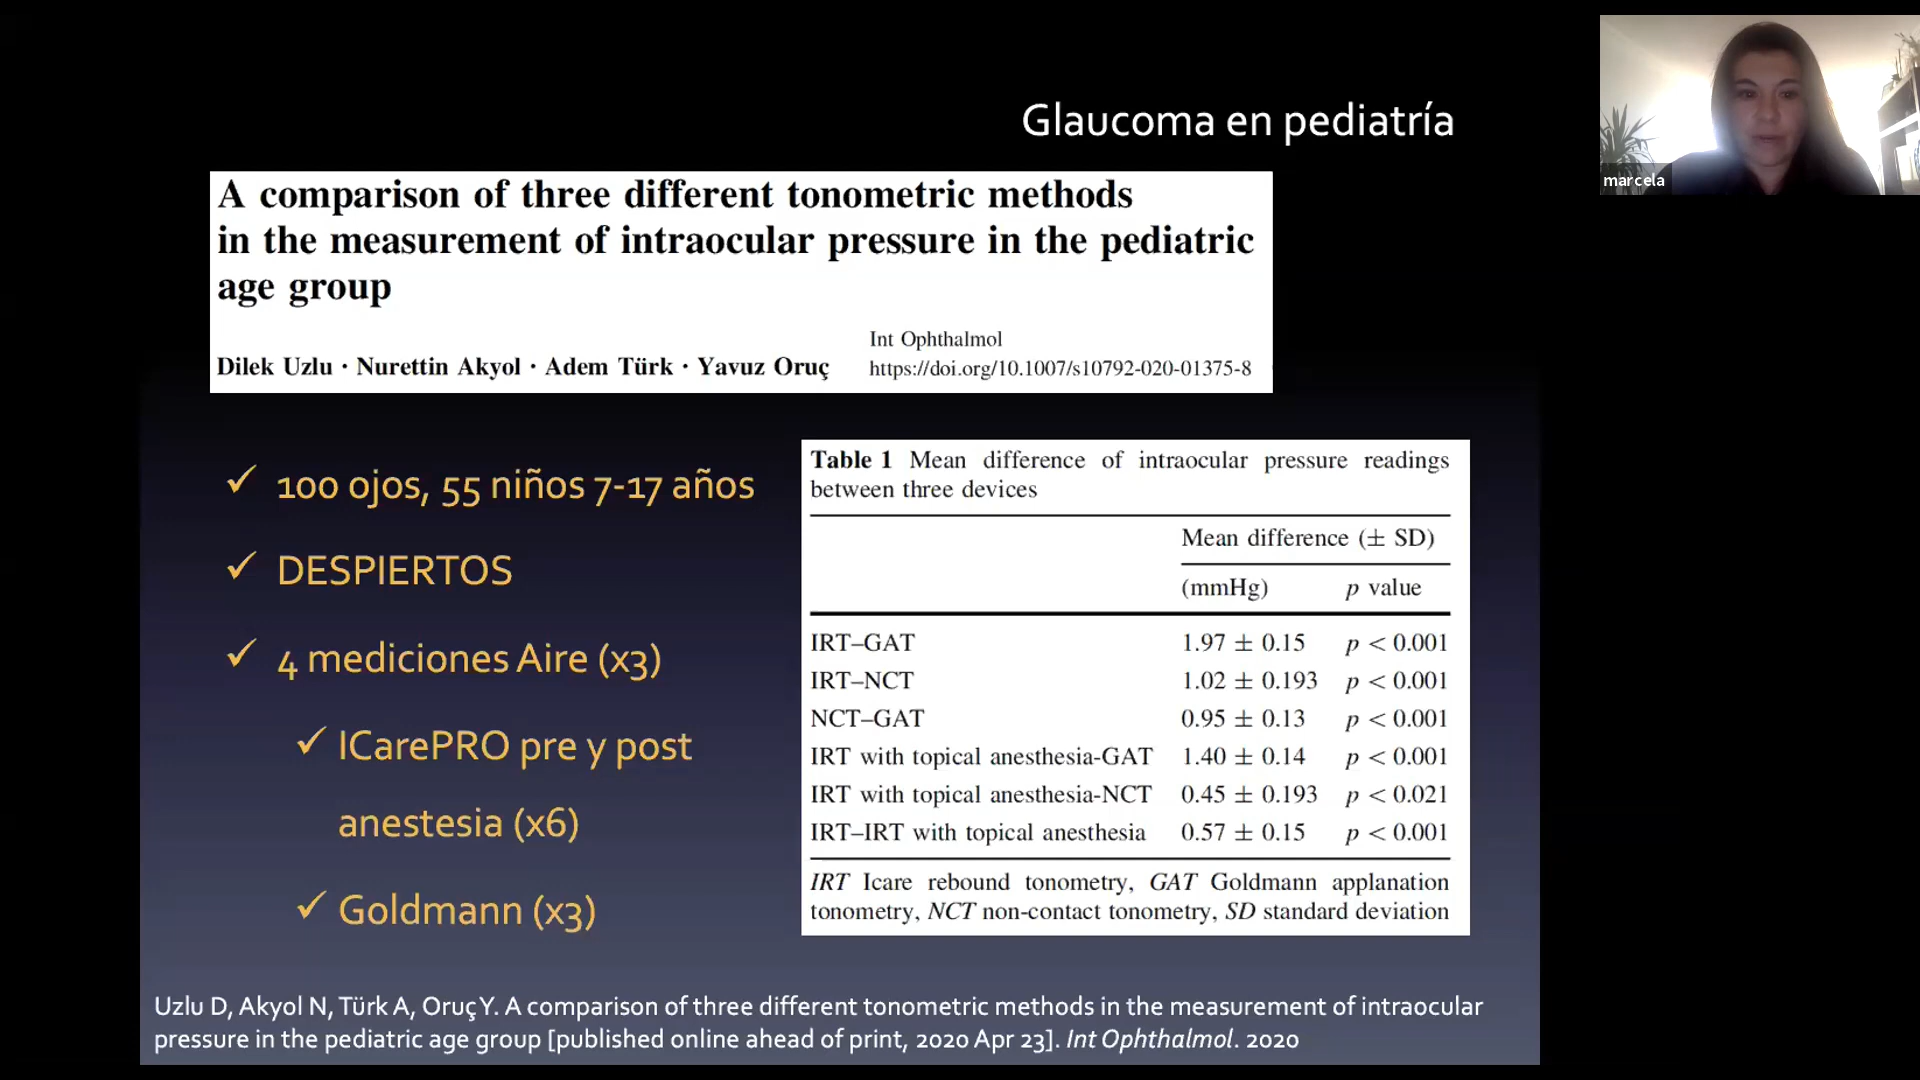 Glaucoma en pediatría
marcela
A comparison of three different tonometric methods
in the measurement of intraocular pressure in the pediatric
age group
Dilek Uzlu · Nurettin Akyol · Adem Türk · Yavuz Oruç
Int Ophthalmol
https://doi.org/10.1007/s10792-020-01375-8
✓ 100 ojos, 55 niños 7-17 años
✓ DESPIERTOS
✓ 4 mediciones Aire (x3)
✓ ICarePRO pre y post
anestesia (x6)
✓ Goldmann (x3)
Table 1 Mean difference of intraocular pressure readings
between three devices
Mean difference (± SD)
(mmHg) p value
IRT–GAT 1.97 ± 0.15 p < 0.001
IRT–NCT 1.02 ± 0.193 p < 0.001
NCT–GAT 0.95 ± 0.13 p < 0.001
IRT with topical anesthesia-GAT 1.40 ± 0.14 p < 0.001
IRT with topical anesthesia-NCT 0.45 ± 0.193 p < 0.021
IRT–IRT with topical anesthesia 0.57 ± 0.15 p < 0.001
IRT Icare rebound tonometry, GAT Goldmann applanation
tonometry, NCT non-contact tonometry, SD standard deviation
Uzlu D, Akyol N, Türk A, Oruç Y. A comparison of three different tonometric methods in the measurement of intraocular
pressure in the pediatric age group [published online ahead of print, 2020 Apr 23]. Int Ophthalmol. 2020